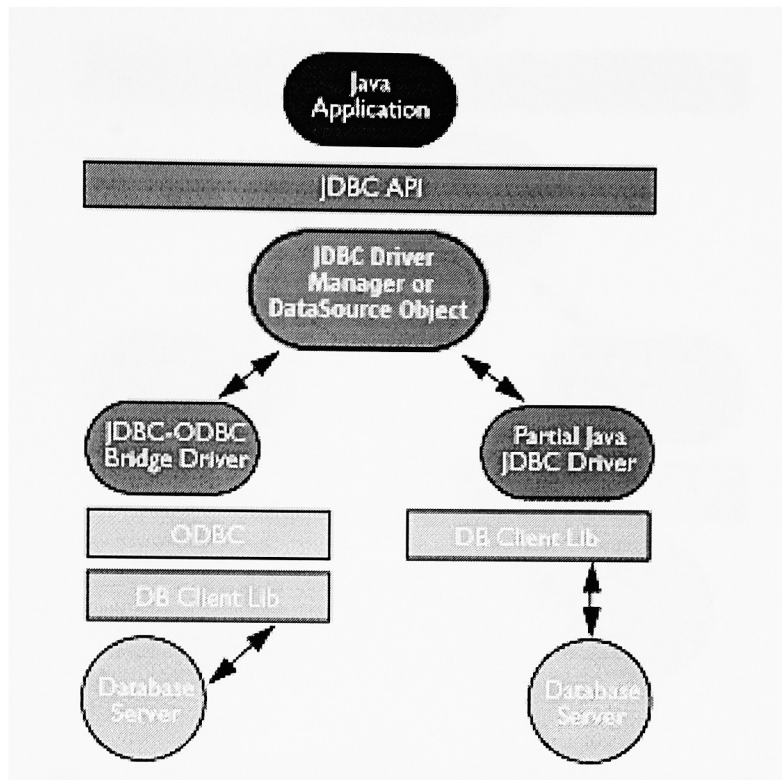 Java
Application
JDBC API
JDBC Driver
Manager or
DataSource Object
JDBC-ODBC
Bridge Driver
Partial Java
JDBC Driver
ODBC
DB Client Lib
DB Client Lib
Database
Server
Database
Server